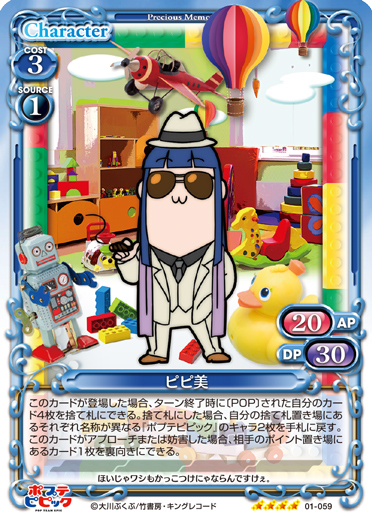 Precious Memo
Character
COST
3
SOURCE
1
20 AP
DP 30
ピピ美
このカードが登場した場合、ターン終了時に〔POP〕された自分のカー
ド4枚を捨て札にできる。捨て札にした場合、自分の捨て札置き場にあ
るそれぞれ名称が異なる『ポプテピピック』のキャラ2枚を手札に戻す。
このカードがアプローチまたは妨害した場合、相手のポイント置き場に
あるカード1枚を裏向きにできる。
ほいじゃワシもかっこつけにゃならんですけぇ。
ポプテピピック
POP TEAM EPIC
©大川ぶくぶ/竹書房・キングレコード
★★★★ 01-059